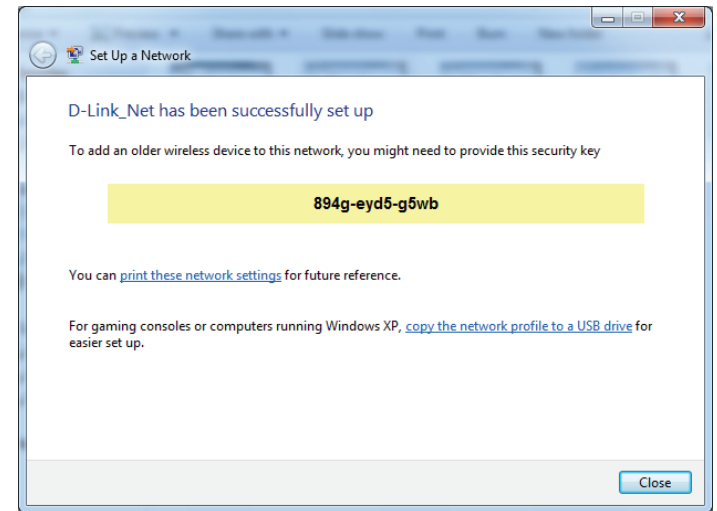 Set Up a Network
D-Link_Net has been successfully set up
To add an older wireless device to this network, you might need to provide this security key
894g-eyd5-g5wb
You can print these network settings for future reference.
For gaming consoles or computers running Windows XP, copy the network profile to a USB drive for
easier set up.
Close